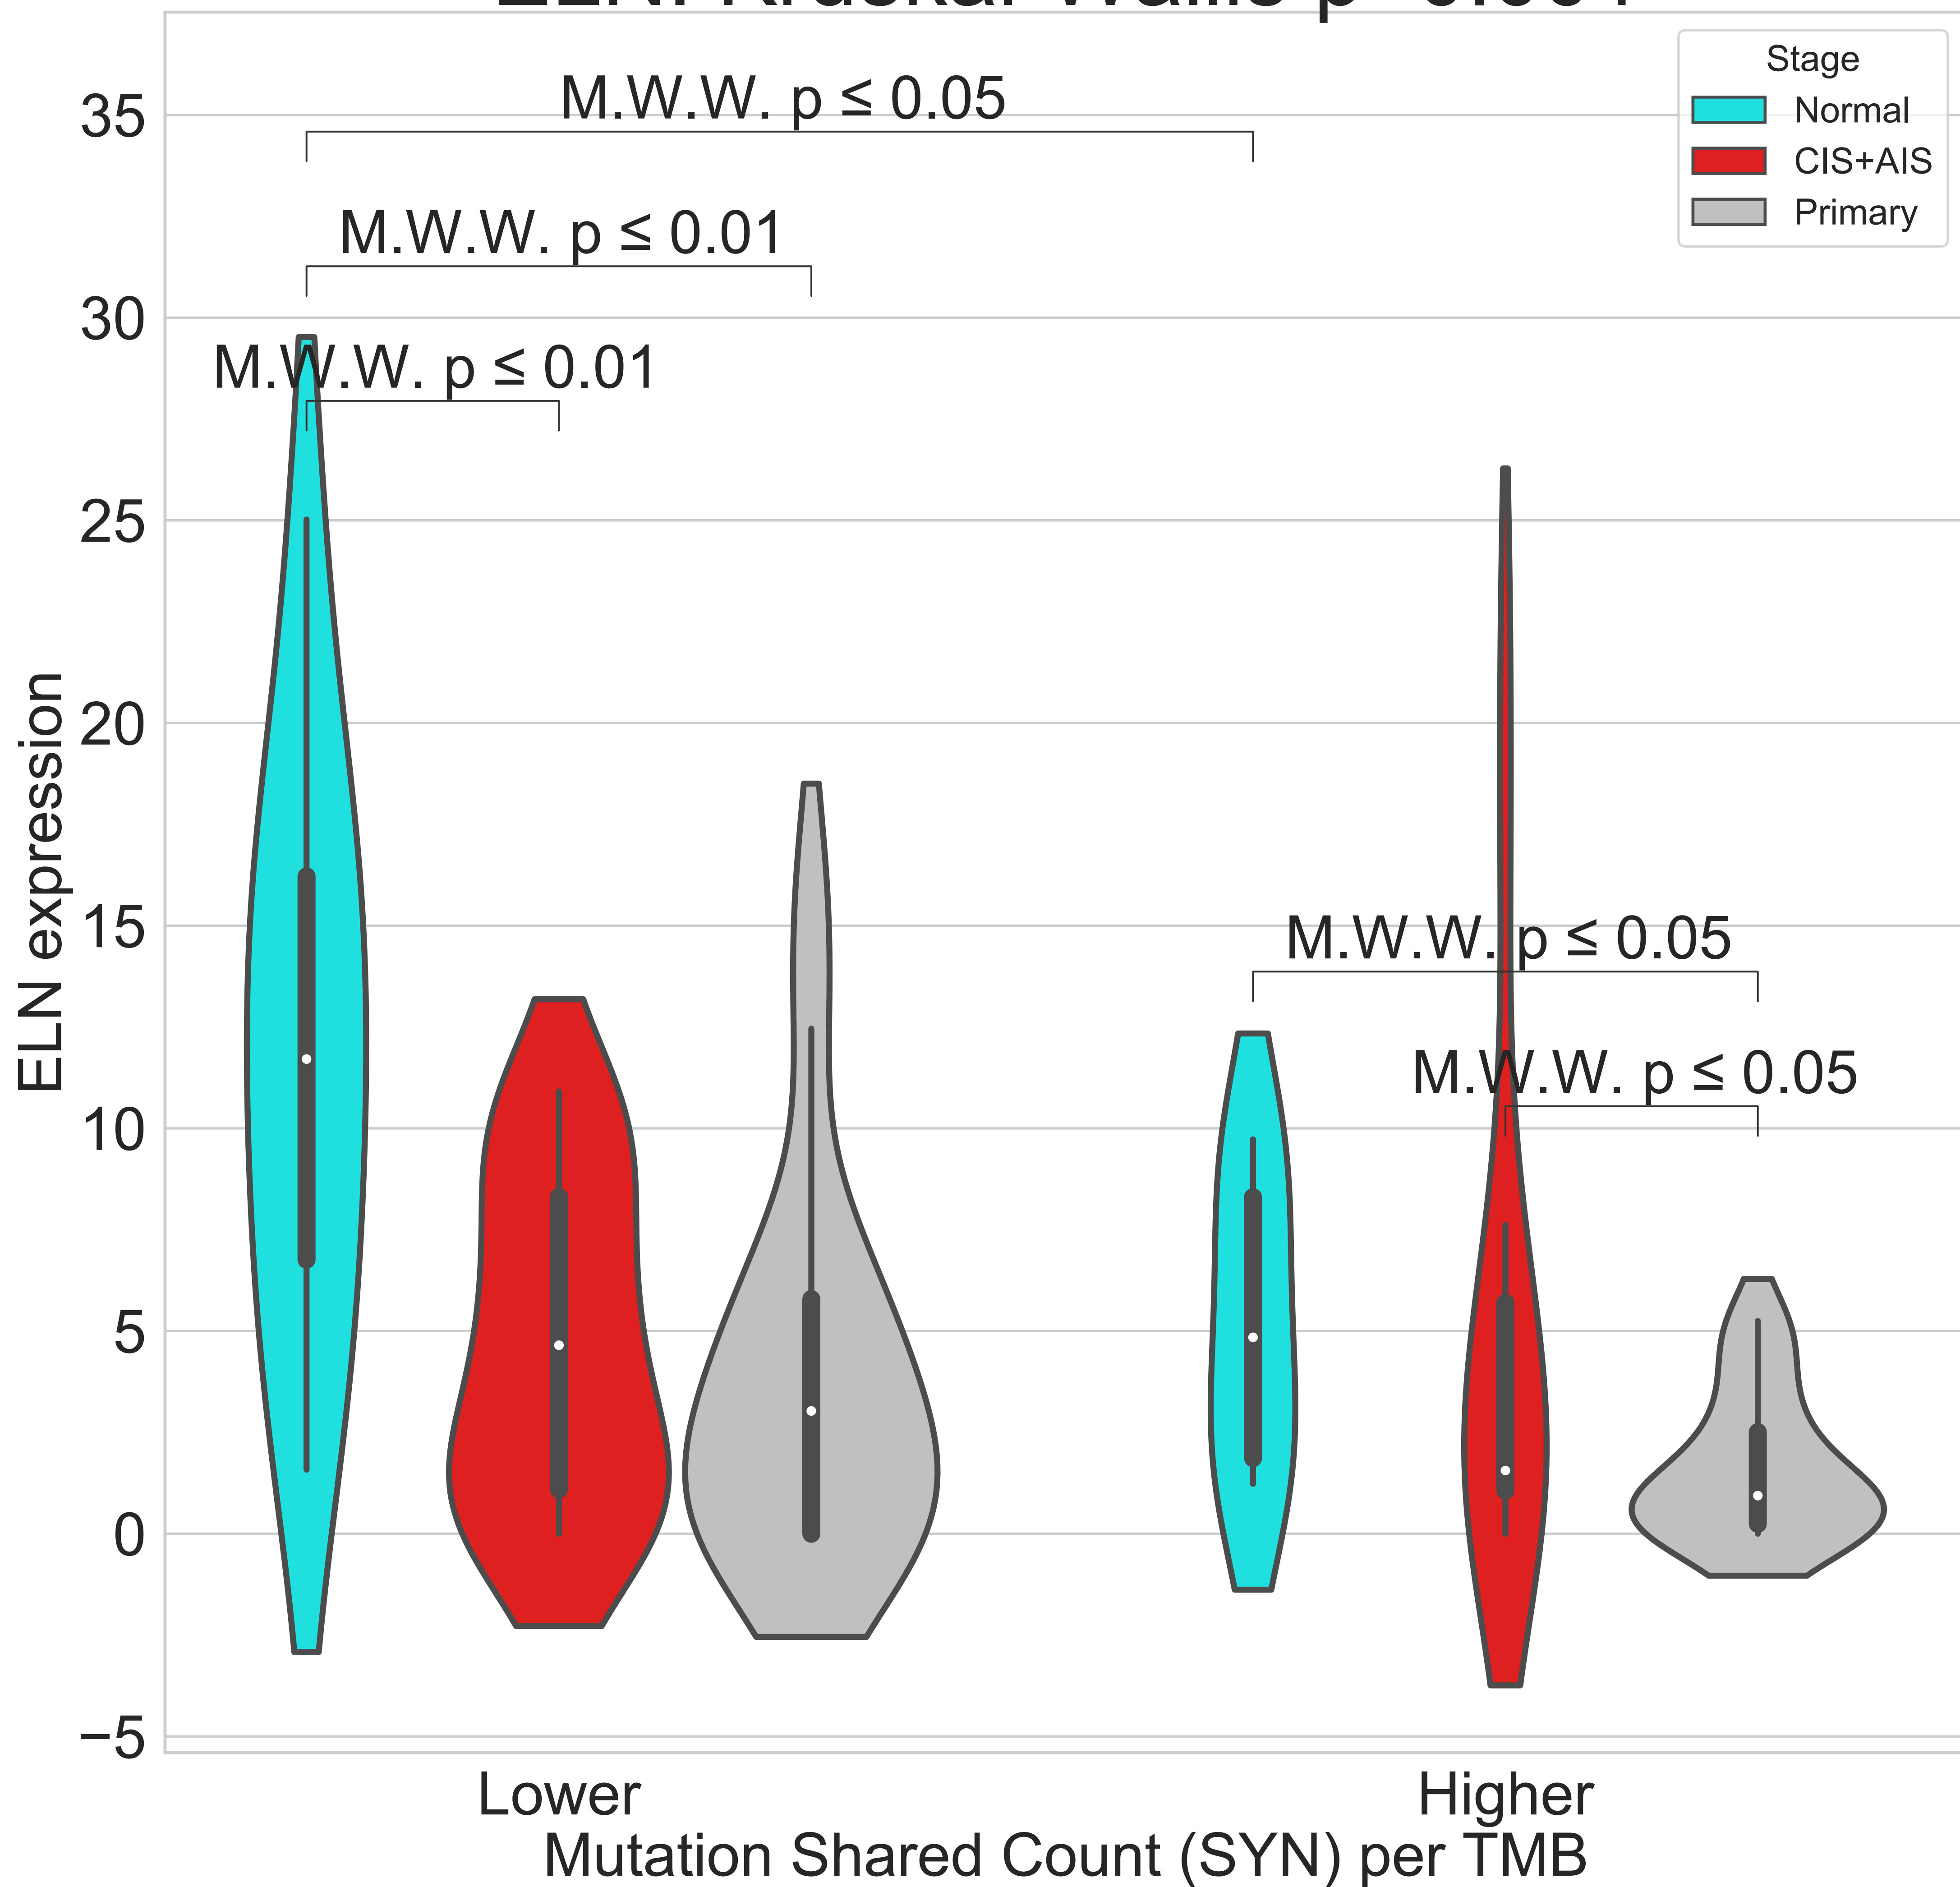 Stage
Normal
CIS+AIS
Primary
M.W.W. p ≤ 0.05
M.W.W. p ≤ 0.01
M.W.W. p ≤ 0.01
M.W.W. p ≤ 0.05
M.W.W. p ≤ 0.05
ELN expression
35
30
25
20
15
10
5
0
−5
Lower
Higher
Mutation Shared Count (SYN) per TMB